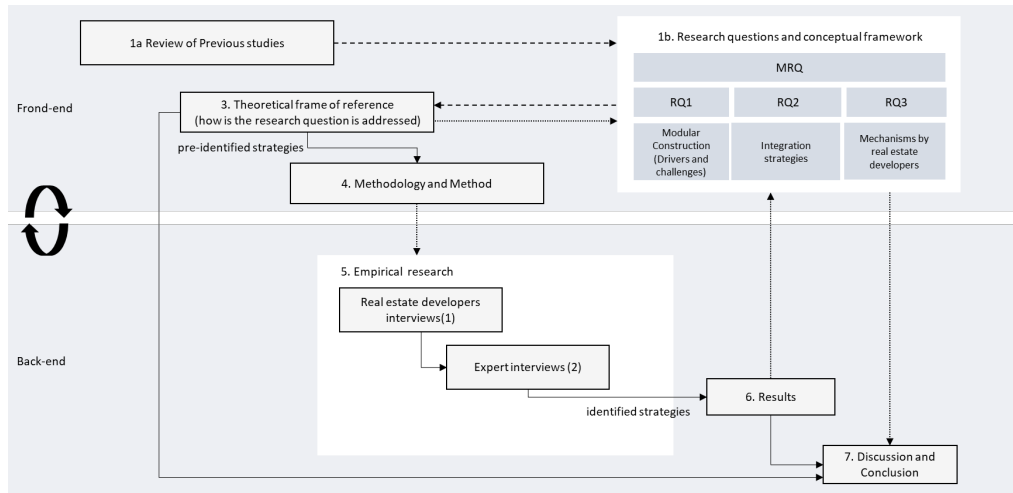 1a Review of Previous studies
1b. Research questions and conceptual framework
MRQ
RQ1
RQ2
RQ3
Modular
Construction
(Drivers and
challenges)
Integration
strategies
Mechanisms by
real estate
developers
Frond-end
3. Theoretical frame of reference
(how is the research question is addressed)
pre-identified strategies
4. Methodology and Method
5. Empirical research
Real estate developers
interviews(1)
Back-end
Expert interviews (2)
identified strategies
6. Results
7. Discussion and
Conclusion